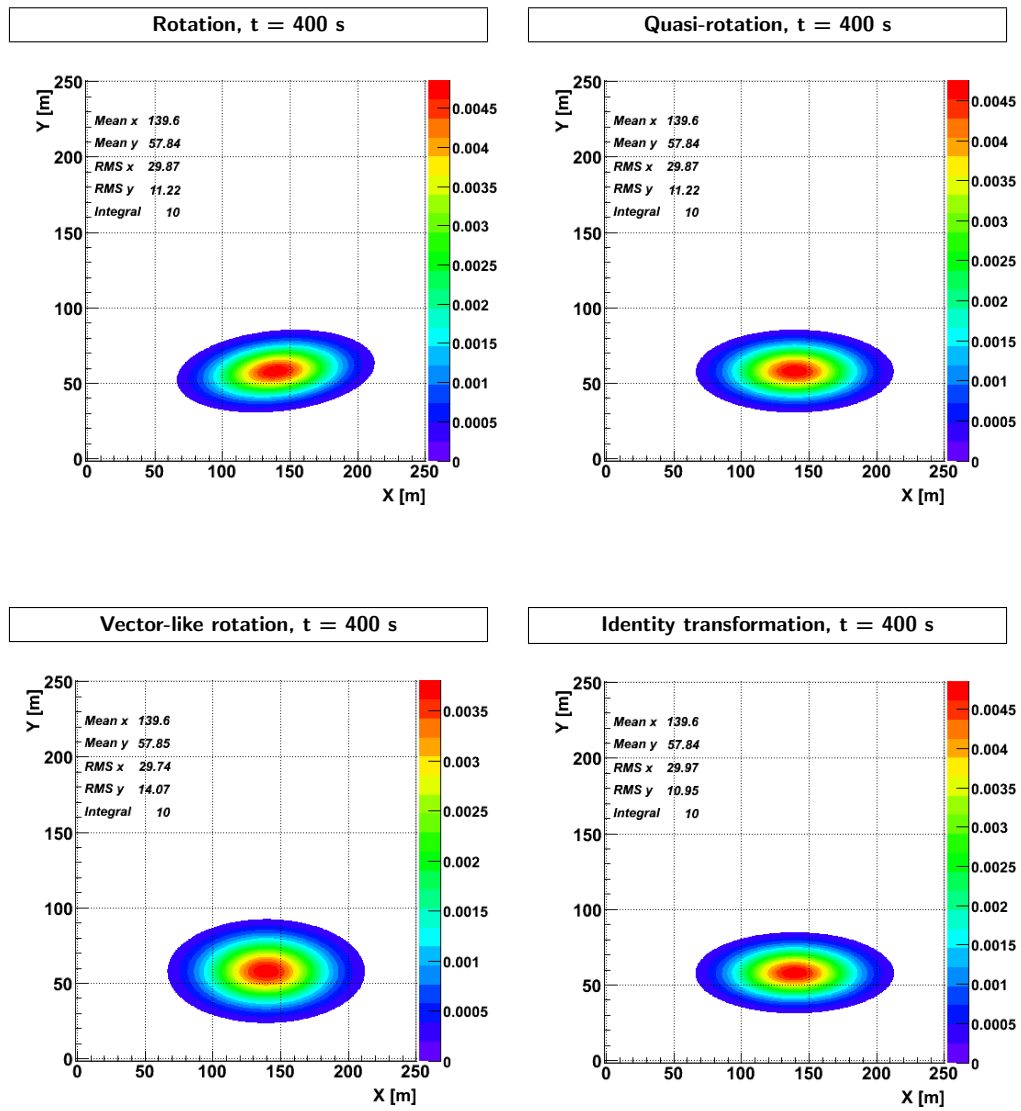 Rotation, t = 400 s
Y [m]
250
200
150
100
50
0
Mean x 139.6
Mean y 57.84
RMS x 29.87
RMS y 11.22
Integral 10
0 50 100 150 200 250
X [m]
0.0045
0.004
0.0035
0.003
0.0025
0.002
0.0015
0.001
0.0005
0
Quasi-rotation, t = 400 s
Y [m]
250
200
150
100
50
0
Mean x 139.6
Mean y 57.84
RMS x 29.87
RMS y 11.22
Integral 10
0 50 100 150 200 250
X [m]
0.0045
0.004
0.0035
0.003
0.0025
0.002
0.0015
0.001
0.0005
0
Vector-like rotation, t = 400 s
Y [m]
250
200
150
100
50
0
Mean x 139.6
Mean y 57.85
RMS x 29.74
RMS y 14.07
Integral 10
0 50 100 150 200 250
X [m]
0.0035
0.003
0.0025
0.002
0.0015
0.001
0.0005
0
Identity transformation, t = 400 s
Y [m]
250
200
150
100
50
0
Mean x 139.6
Mean y 57.84
RMS x 29.97
RMS y 10.95
Integral 10
0 50 100 150 200 250
X [m]
0.0045
0.004
0.0035
0.003
0.0025
0.002
0.0015
0.001
0.0005
0